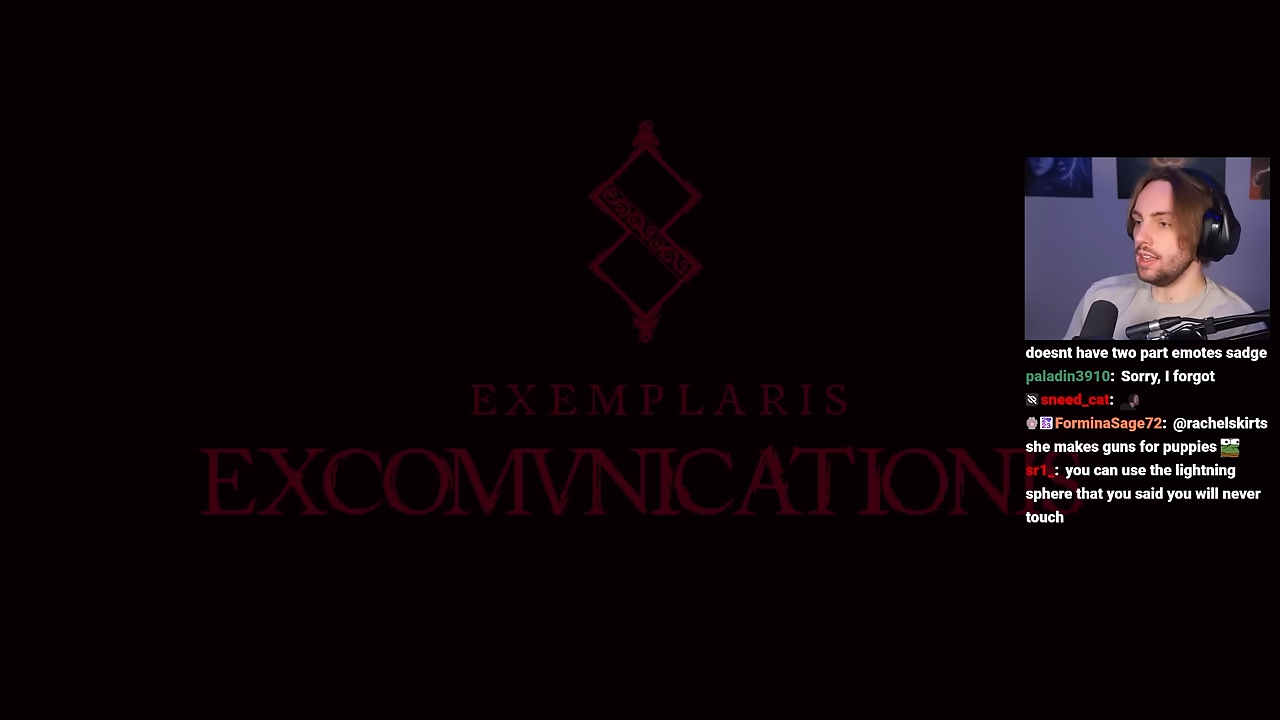 EXEMPLARIS
EXCOMVNICATIONIS
doesnt have two part emotes sadge
paladin3910: Sorry, I forgot
sneed_cat:
ForminaSage72: @rachelskirts
she makes guns for puppies
sr1_: you can use the lightning
sphere that you said you will never
touch